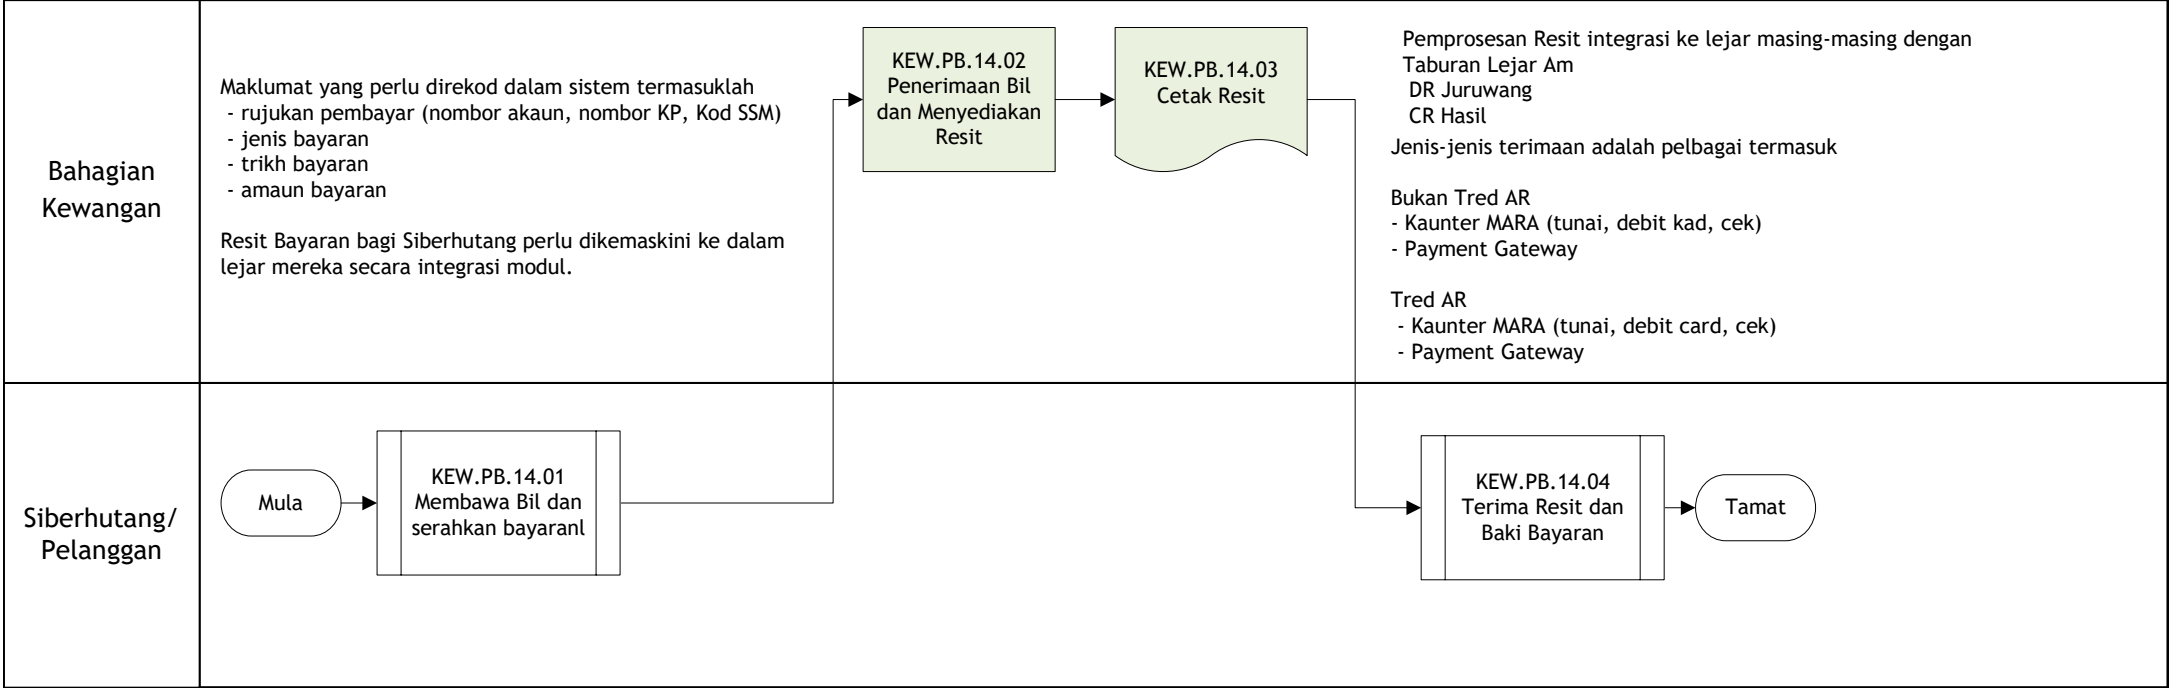 Bahagian
Kewangan
Maklumat yang perlu direkod dalam sistem termasuklah
- rujukan pembayar (nombor akaun, nombor KP, Kod SSM)
- jenis bayaran
- trikh bayaran
- amaun bayaran
Resit Bayaran bagi Siberhutang perlu dikemaskini ke dalam
lejar mereka secara integrasi modul.
KEW.PB.14.02
Penerimaan Bil
dan Menyediakan
Resit
KEW.PB.14.03
Cetak Resit
Pemprosesan Resit integrasi ke lejar masing-masing dengan
Taburan Lejar Am
DR Juruwang
CR Hasil
Jenis-jenis terimaan adalah pelbagai termasuk
Bukan Tred AR
- Kaunter MARA (tunai, debit kad, cek)
- Payment Gateway
Tred AR
- Kaunter MARA (tunai, debit card, cek)
- Payment Gateway
Siberhutang/
Pelanggan
Mula
KEW.PB.14.01
Membawa Bil dan
serahkan bayaranl
KEW.PB.14.04
Terima Resit dan
Baki Bayaran
Tamat